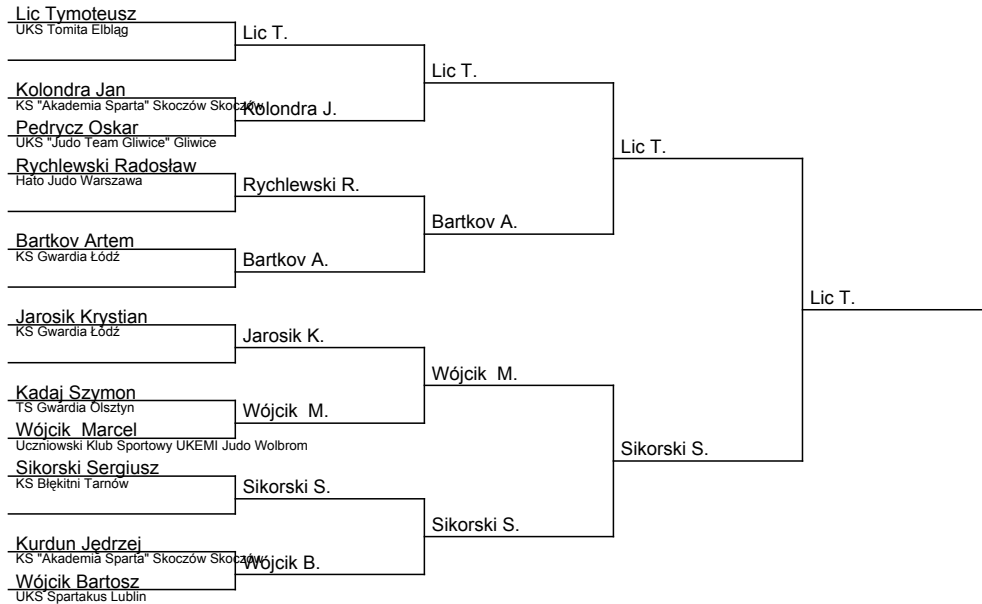 Lic Tymoteusz
UKS Tomita Elbląg
Lic T.
Lic T.
Kolondra Jan
KS "Akademia Sparta" Skoczów Skoczów
Kolondra J.
Pedrycz Oskar
UKS "Judo Team Gliwice" Gliwice
Lic T.
Rychlewski Radosław
Hato Judo Warszawa
Rychlewski R.
Bartkov A.
Bartkov Artem
KS Gwardia Łódź
Bartkov A.
Lic T.
Jarosik Krystian
KS Gwardia Łódź
Jarosik K.
Wójcik  M.
Kadaj Szymon
TS Gwardia Olsztyn
Wójcik  M.
Wójcik  Marcel
Uczniowski Klub Sportowy UKEMI Judo Wolbrom
Sikorski S.
Sikorski Sergiusz
KS Błękitni Tarnów
Sikorski S.
Sikorski S.
Kurdun Jędrzej
KS "Akademia Sparta" Skoczów Skoczów
Wójcik B.
Wójcik Bartosz
UKS Spartakus Lublin